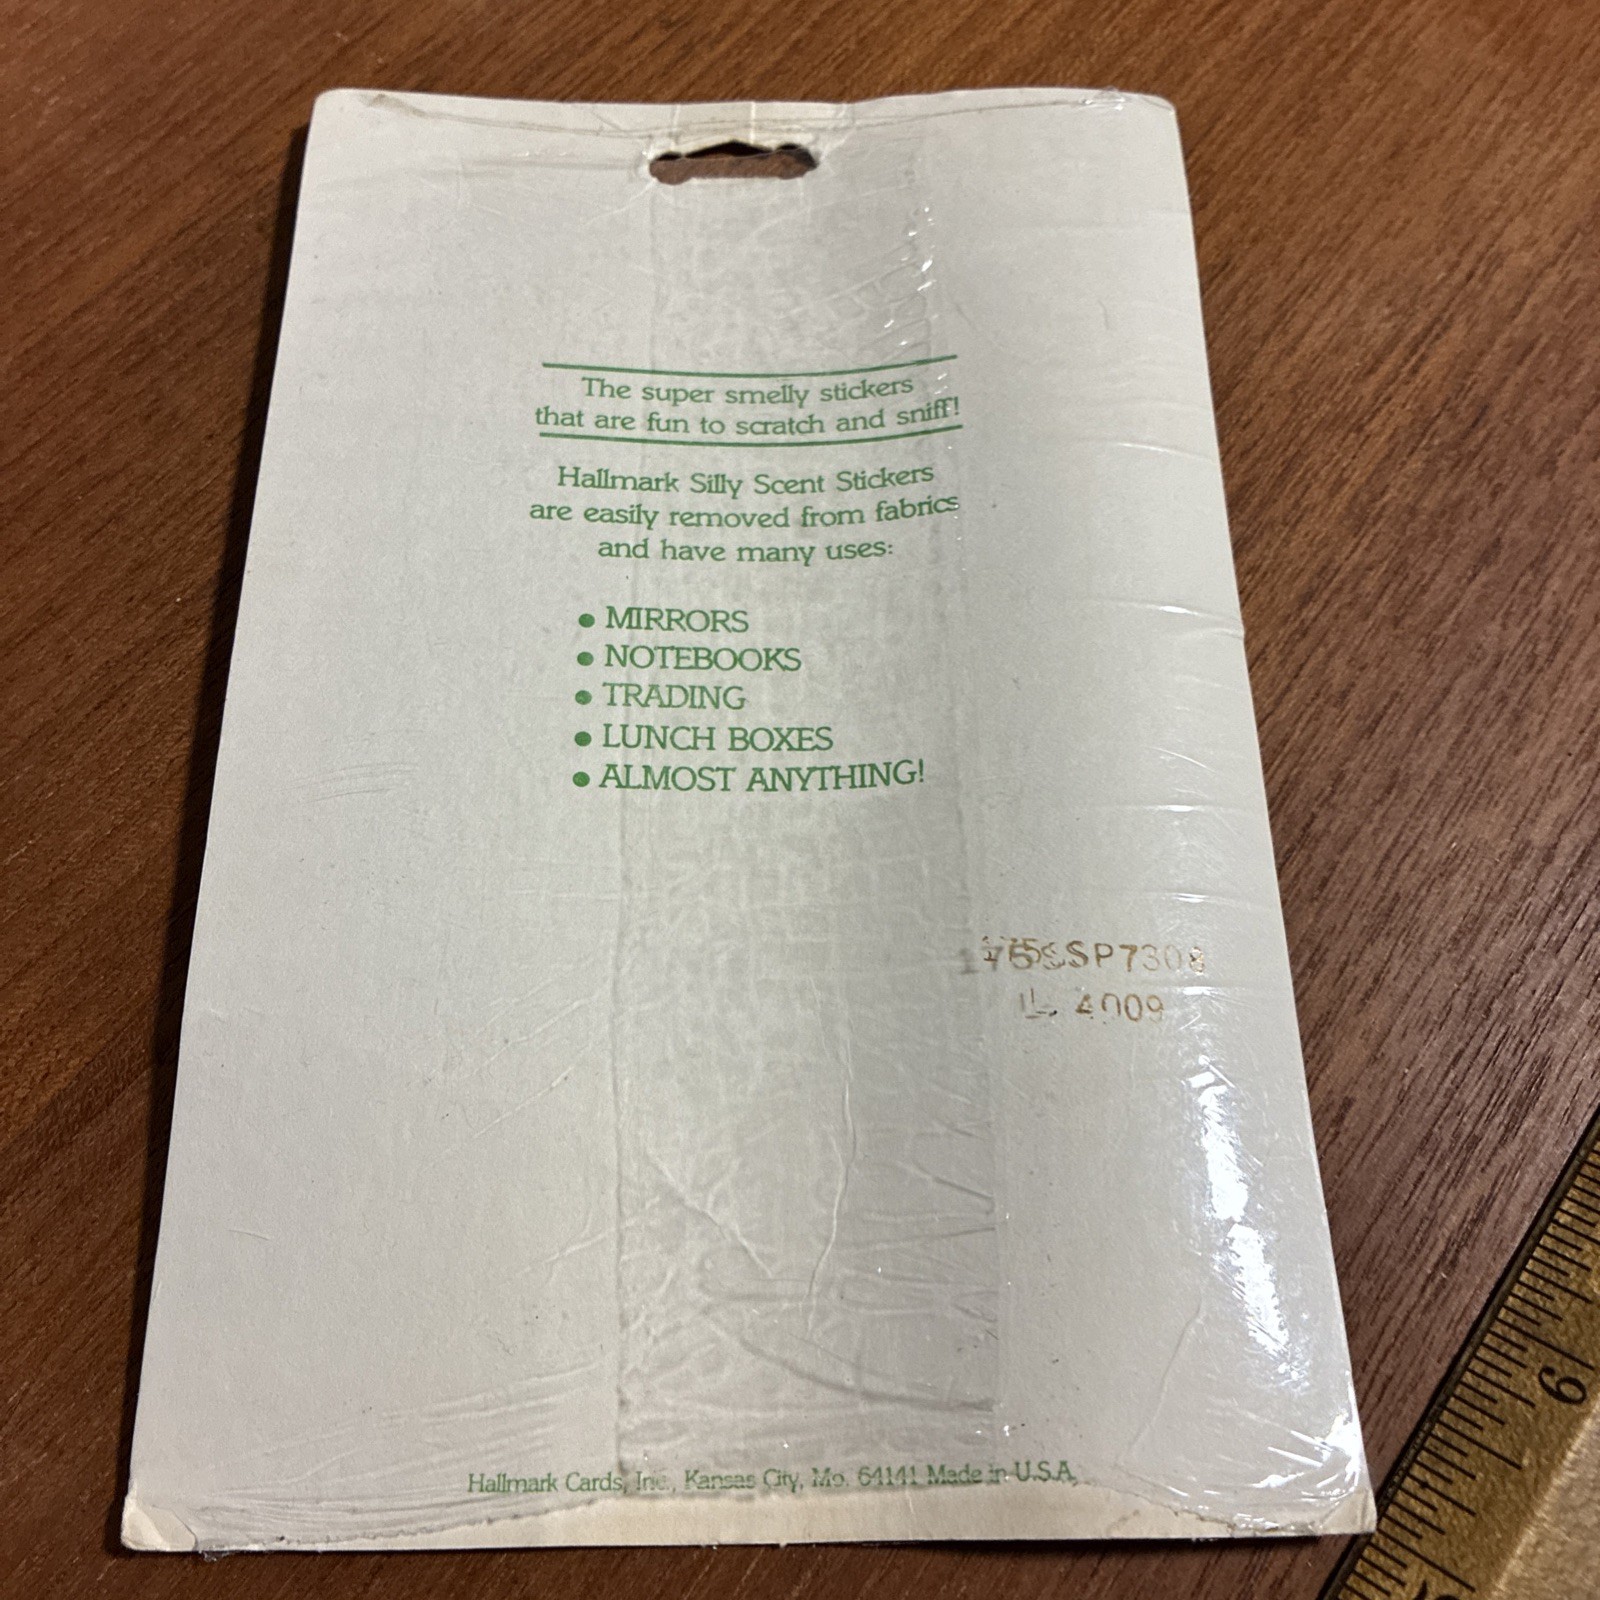 The super smelly stickers
that are fun to scratch and sniff!
Hallmark Silly Scent Stickers
are easily removed from fabrics
and have many uses:
• MIRRORS
• NOTEBOOKS
• TRADING
• LUNCH BOXES
• ALMOST ANYTHING!
4009
Hallmark Cards, Inc., Kansas City, Mo. 64141 Made in U.S.A.
9